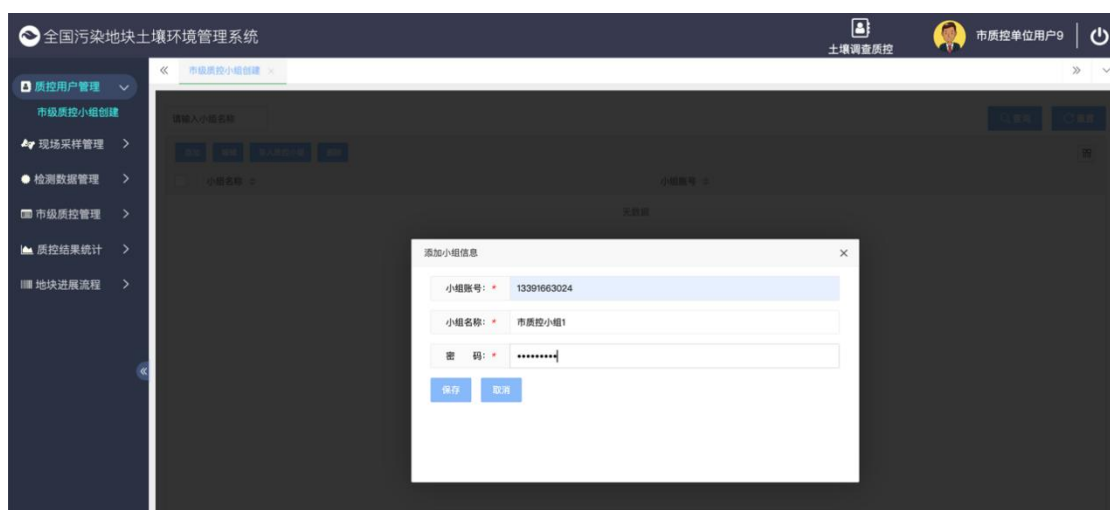 全国污染地块土壤环境管理系统
土壤调查质控
市质控单位用户9
质控用户管理
市级质控小组创建
市级质控小组创建
现场采样管理
检测数据管理
市级质控管理
质控结果统计
地块进展流程
请输入小组名称
查询
重置
小组名称
小组账号
无数据
添加小组信息
小组账号: * 13391663024
小组名称: * 市质控小组1
密 码: * •••••••••
保存 取消